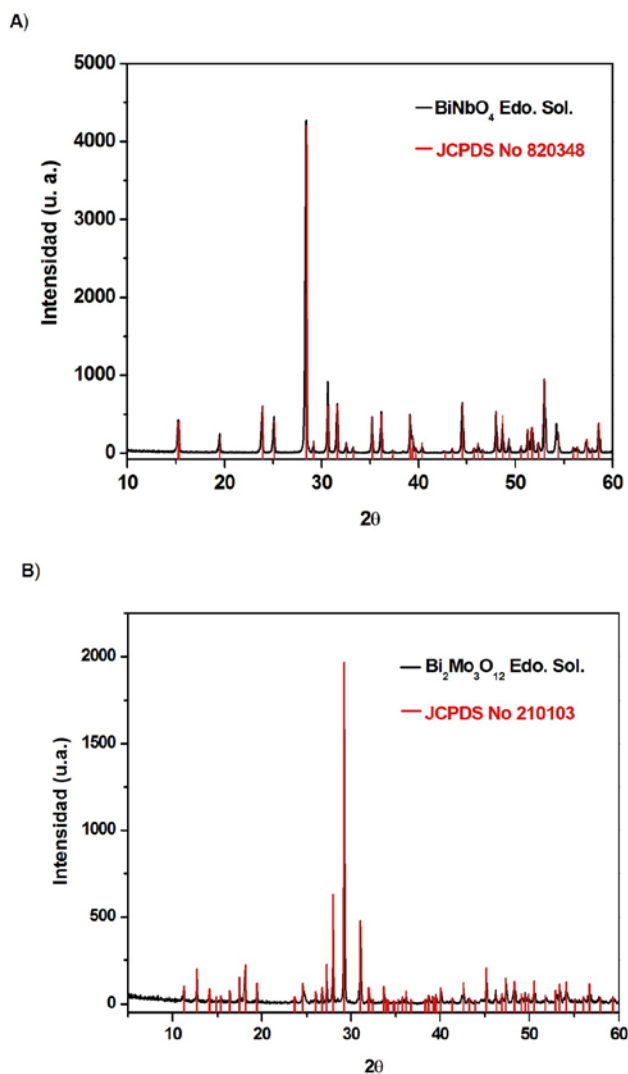 A)
5000
4000
3000
2000
1000
0
Intensidad (u. a.)
BiNbO₄ Edo. Sol.
JCPDS No 820348
10 20 30 40 50 60
2θ
B)
2000
1500
1000
500
0
Intensidad (u.a.)
Bi₂Mo₃O₁₂ Edo. Sol.
JCPDS No 210103
10 20 30 40 50 60
2θ